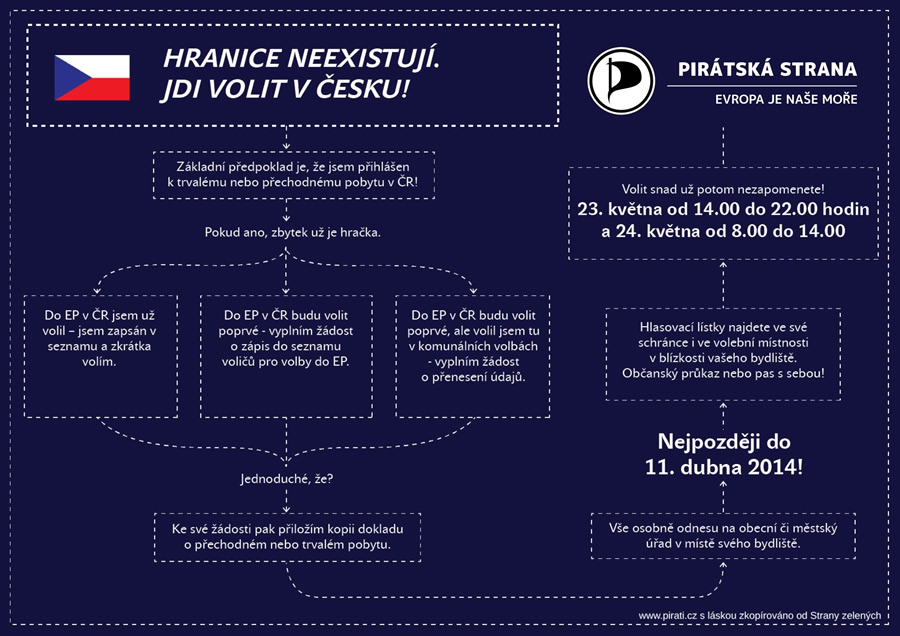 HRANICE NEEXISTUJÍ.
JDI VOLIT V ČESKU!
Základní předpoklad je, že jsem přihlášen
k trvalému nebo přechodnému pobytu v ČR!
Pokud ano, zbytek už je hračka.
Do EP v ČR jsem už
volil – jsem zapsán v
seznamu a zkrátka
volím.
Do EP v ČR budu volit
poprvé - vyplním žádost
o zápis do seznamu
voličů pro volby do EP.
Do EP v ČR budu volit
poprvé, ale volil jsem tu
v komunálních volbách
- vyplním žádost
o přenesení údajů.
Jednoduché, že?
Ke své žádosti pak přiložím kopii dokladu
o přechodném nebo trvalém pobytu.
Vše osobně odnesu na obecní či městský
úřad v místě svého bydliště.
Nejpozději do
11. dubna 2014!
Hlasovací lístky najdete ve své
schránce i ve volební místnosti
v blízkosti vašeho bydliště.
Občanský průkaz nebo pas s sebou!
Volit snad už potom nezapomenete!
23. května od 14.00 do 22.00 hodin
a 24. května od 8.00 do 14.00
PIRÁTSKÁ STRANA
EVROPA JE NAŠE MOŘE
www.pirati.cz s láskou zkopírováno od Strany zelených